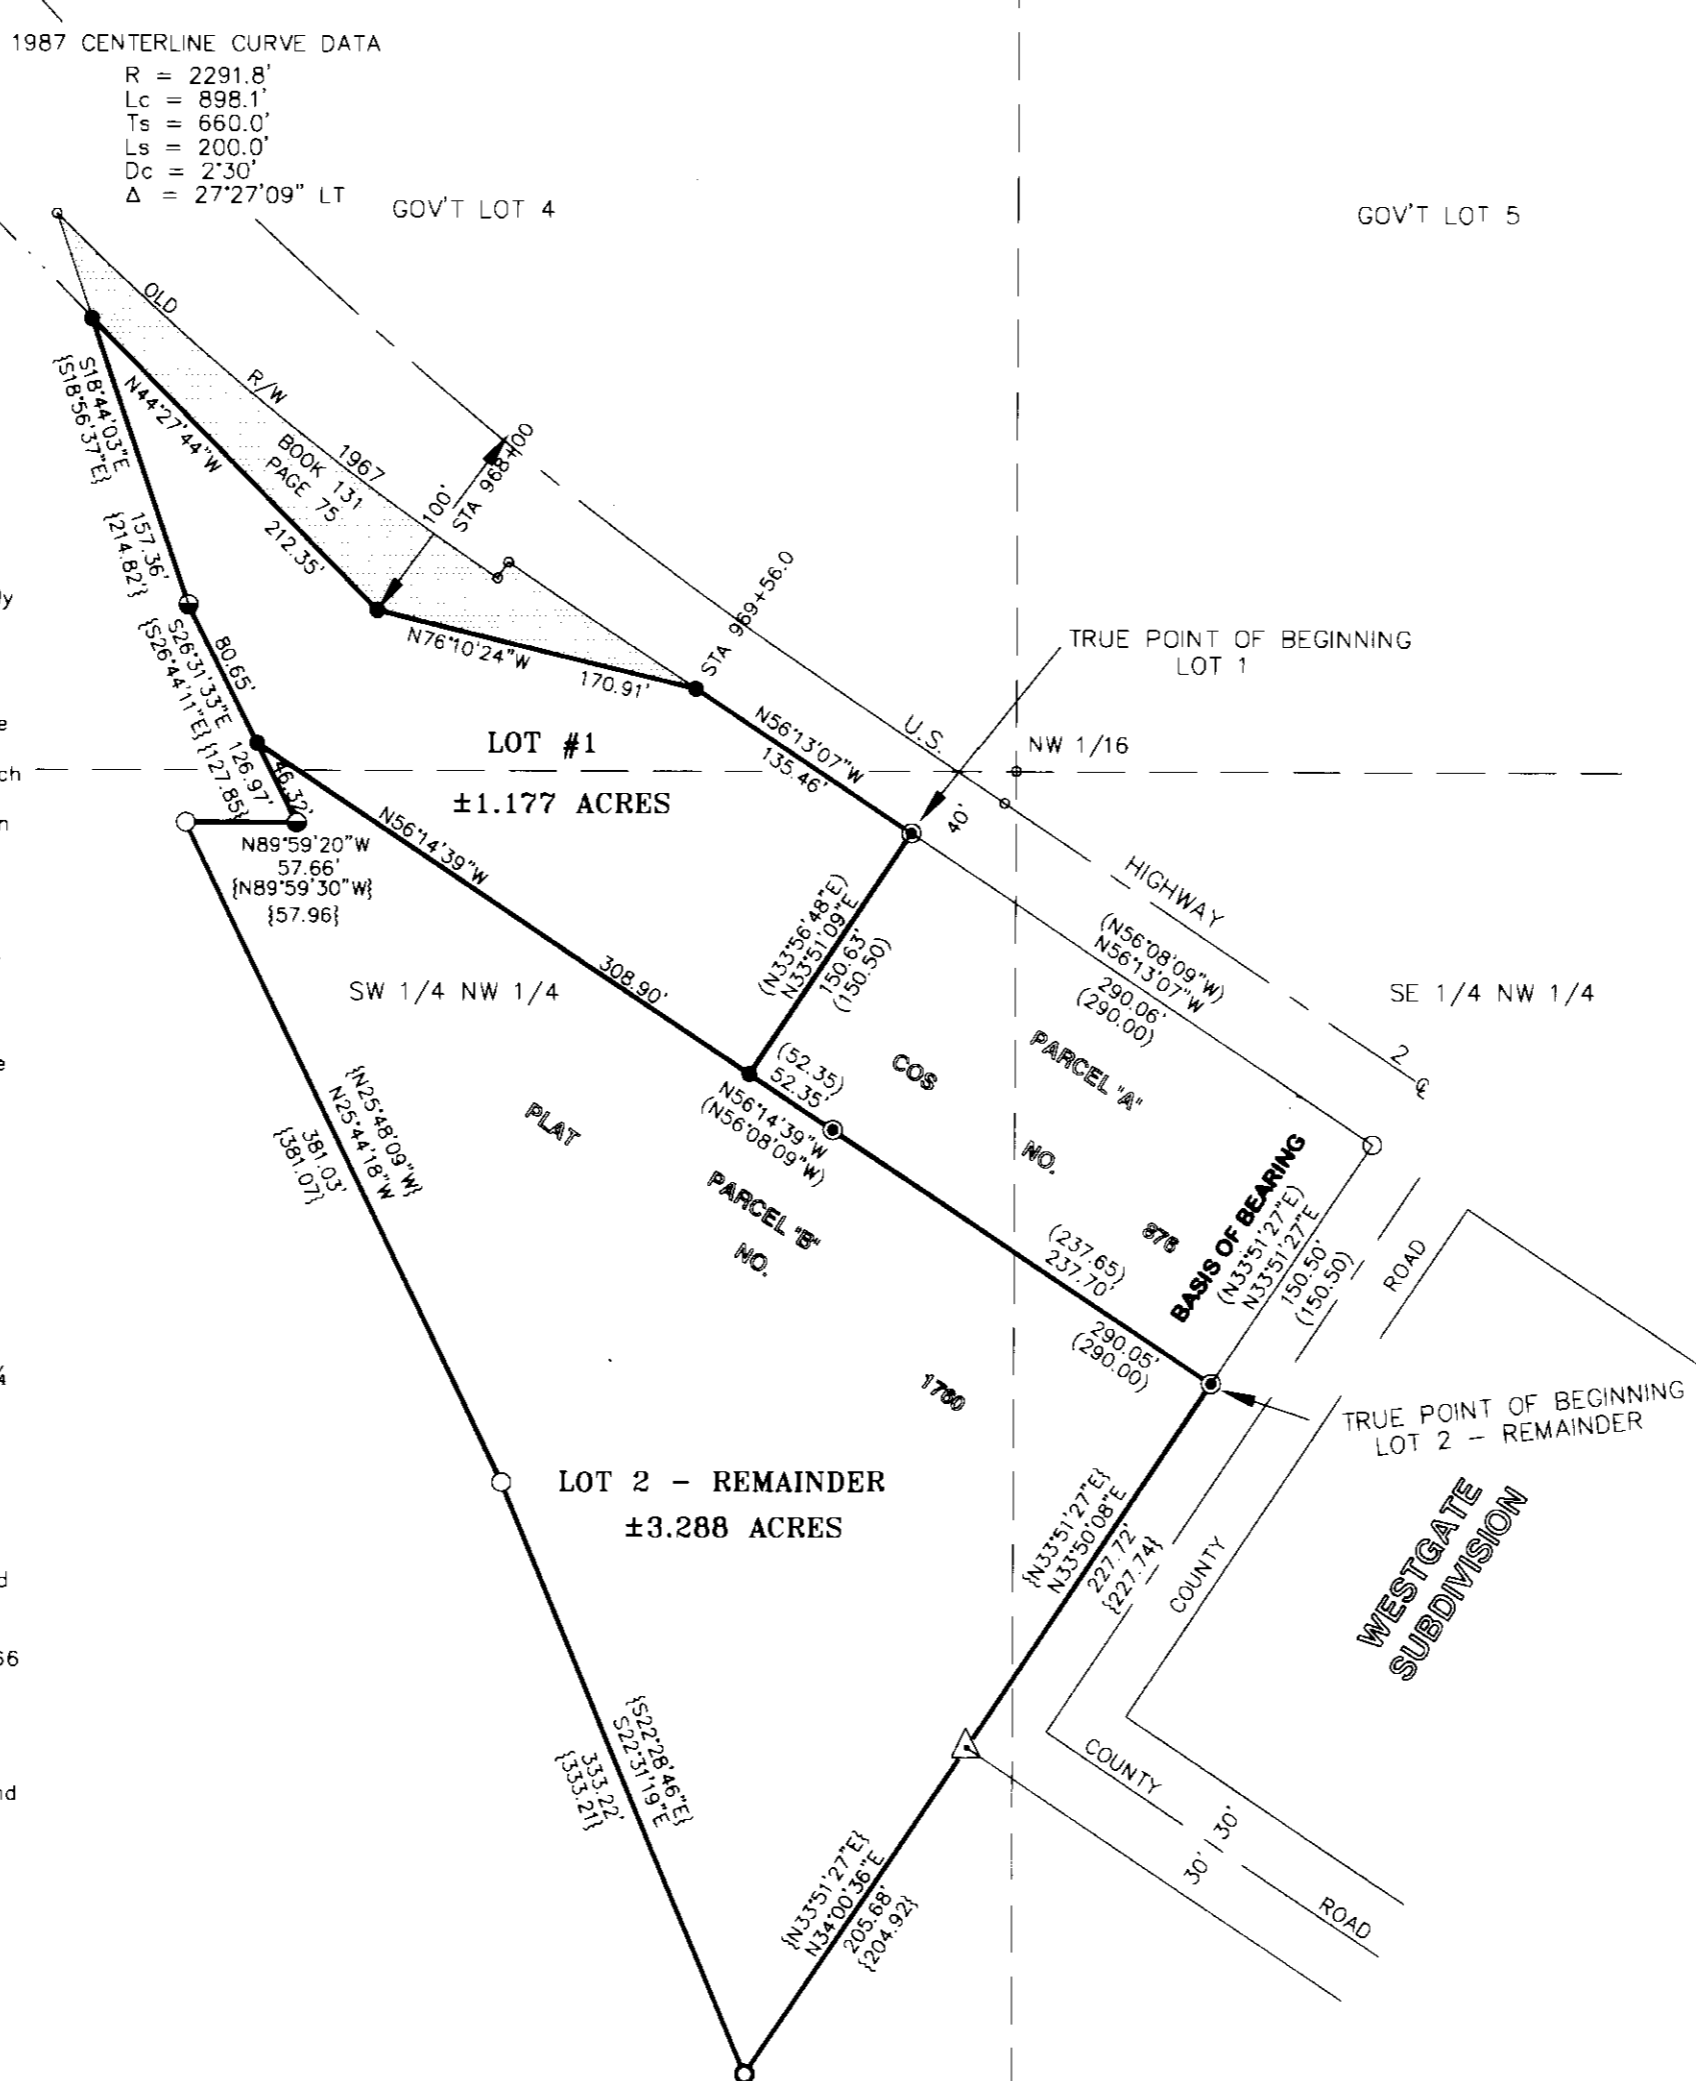 1987 CENTERLINE CURVE DATA
R = 2291.8'
Lc = 898.1'
Ts = 660.0'
Ls = 200.0'
Dc = 2°30'
Δ = 27°27'09" LT
GOV'T LOT 4
GOV'T LOT 5
OLD
R/W
1967
BOOK 131
PAGE 75
S18°44'03"E
{S18°56'37"E}
157.36'
{214.82'}
N44°27'44"W
212.35'
100'
STA 968+00
N76°10'24"W
170.91'
STA 969+56.0
TRUE POINT OF BEGINNING
LOT 1
80.65'
S26°31'33"E
{S26°44'11"E}
126.97'
{127.85}
46.32'
LOT #1
±1.177 ACRES
N56°13'07"W
135.46'
U.S.
NW 1/16
40'
HIGHWAY
2
℄
N89°59'20"W
57.66'
{N89°59'30"W}
{57.96}
N56°14'39"W
308.90'
(N33°56'48"E)
N33°51'09"E
150.63'
(150.50)
(N56°08'09"W)
N56°13'07"W
290.06'
(290.00)
SW 1/4 NW 1/4
SE 1/4 NW 1/4
COS
PARCEL "A"
NO.
876
(52.35)
52.35'
N56°14'39"W
(N56°08'09"W)
PLAT
PARCEL "B"
NO.
1760
{N25°48'09"W}
N25°44'18"W
381.03'
{381.07}
BASIS OF BEARING
(N33°51'27"E)
N33°51'27"E
150.50'
(150.50)
ROAD
(237.65)
237.70'
290.05'
(290.00)
TRUE POINT OF BEGINNING
LOT 2 - REMAINDER
LOT 2 - REMAINDER
±3.288 ACRES
{N33°51'27"E}
N33°50'08"E
227.72'
{227.74}
COUNTY
WESTGATE
SUBDIVISION
{S22°28'46"E}
S22°31'19"E
333.22'
{333.21}
COUNTY
30'
30'
ROAD
{N33°51'27"E}
N34°00'36"E
205.68'
{204.92}